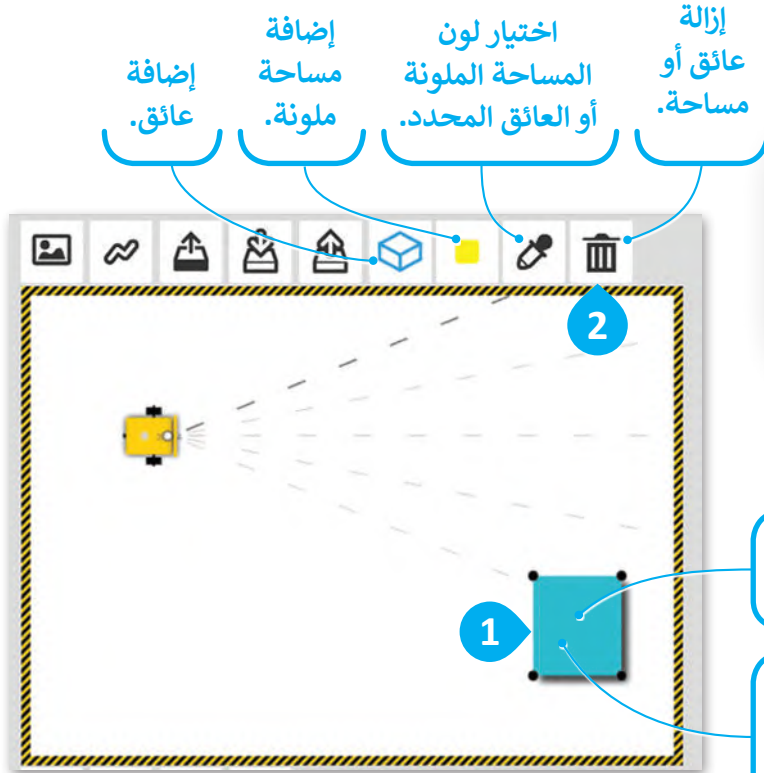 إضافة
عائق.
إضافة
مساحة
ملونة.
اختيار لون
المساحة الملونة
أو العائق المحدد.
إزالة
عائق أو
مساحة.
2
1